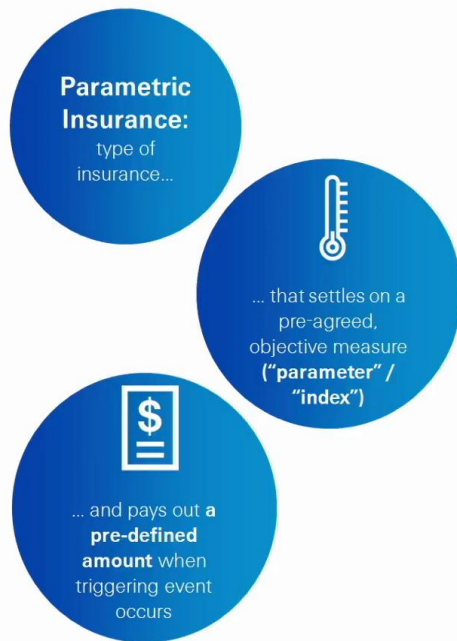 Parametric
Insurance:
type of
insurance...
... that settles on a
pre-agreed,
objective measure
("parameter" /
"index")
$
... and pays out a
pre-defined
amount when
triggering event
occurs